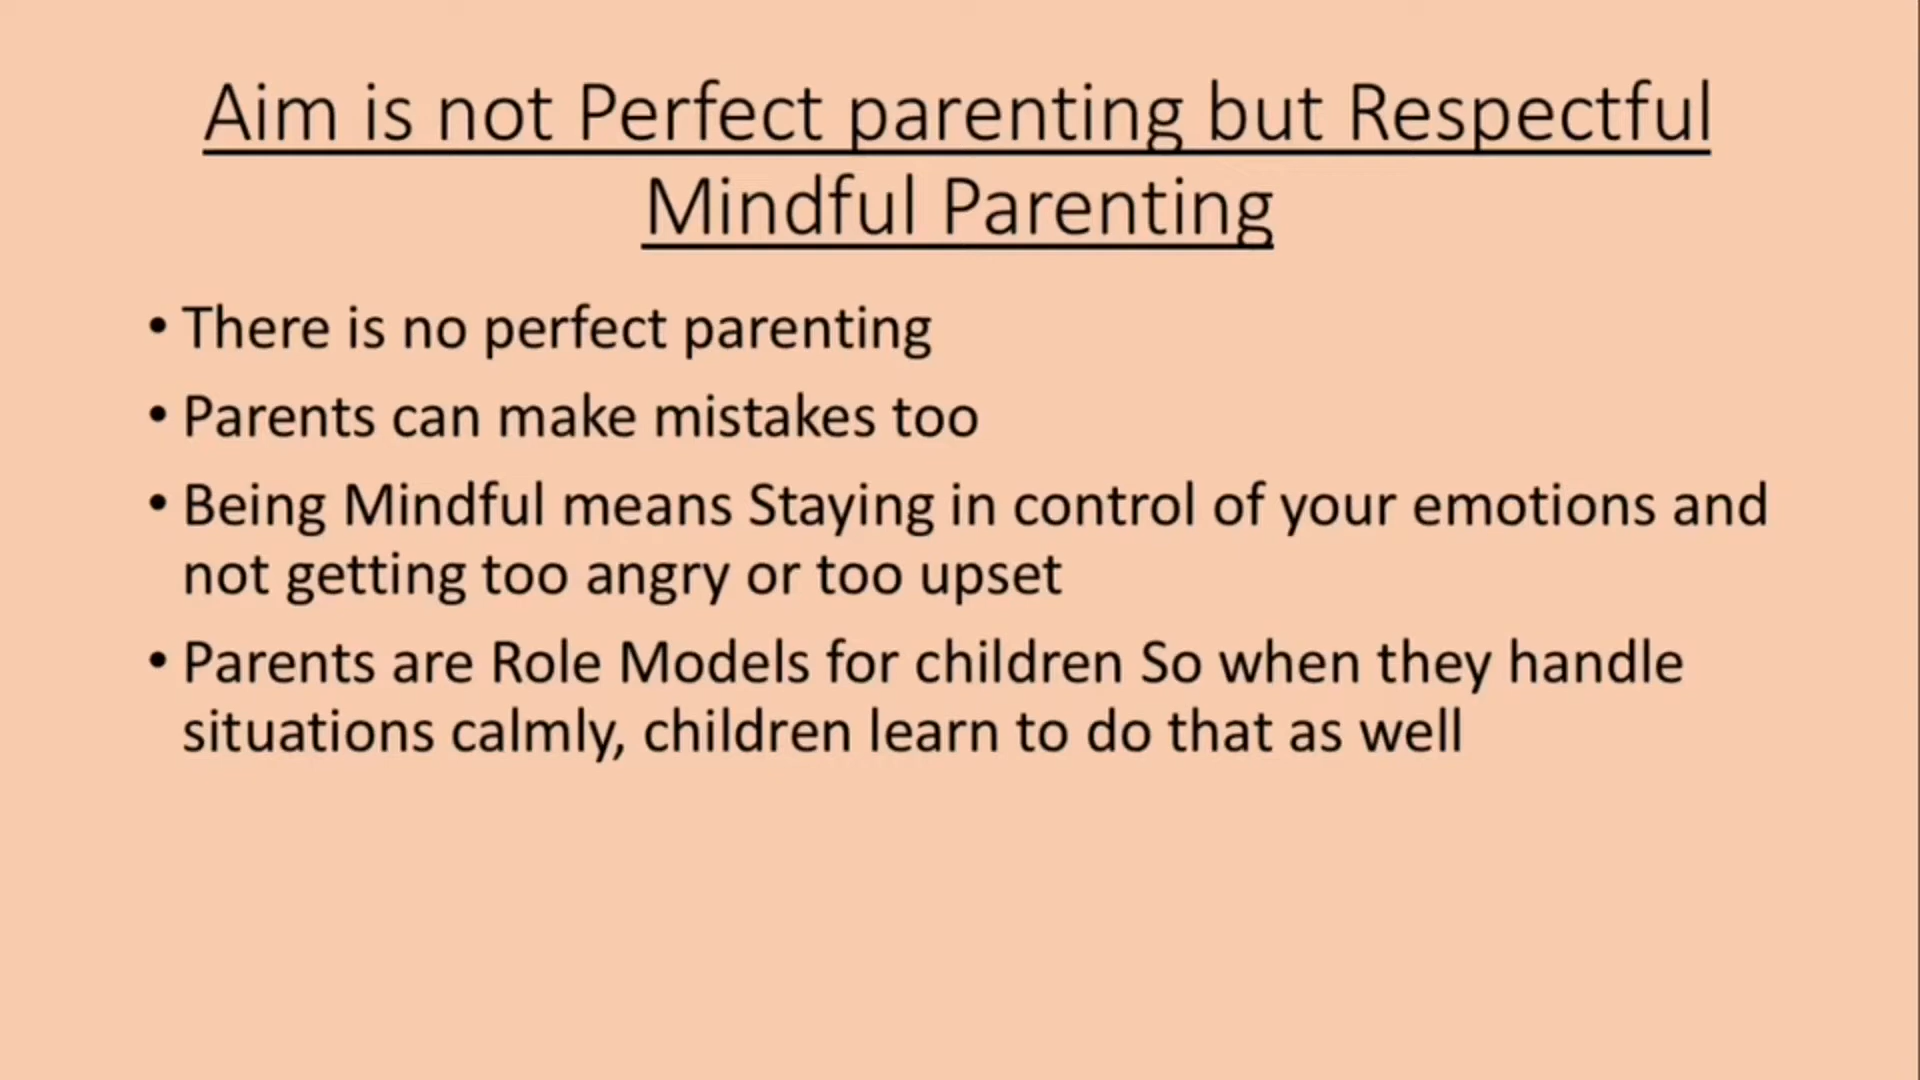 Aim is not Perfect parenting but Respectful
Mindful Parenting
• There is no perfect parenting
• Parents can make mistakes too
• Being Mindful means Staying in control of your emotions and
not getting too angry or too upset
• Parents are Role Models for children So when they handle
situations calmly, children learn to do that as well